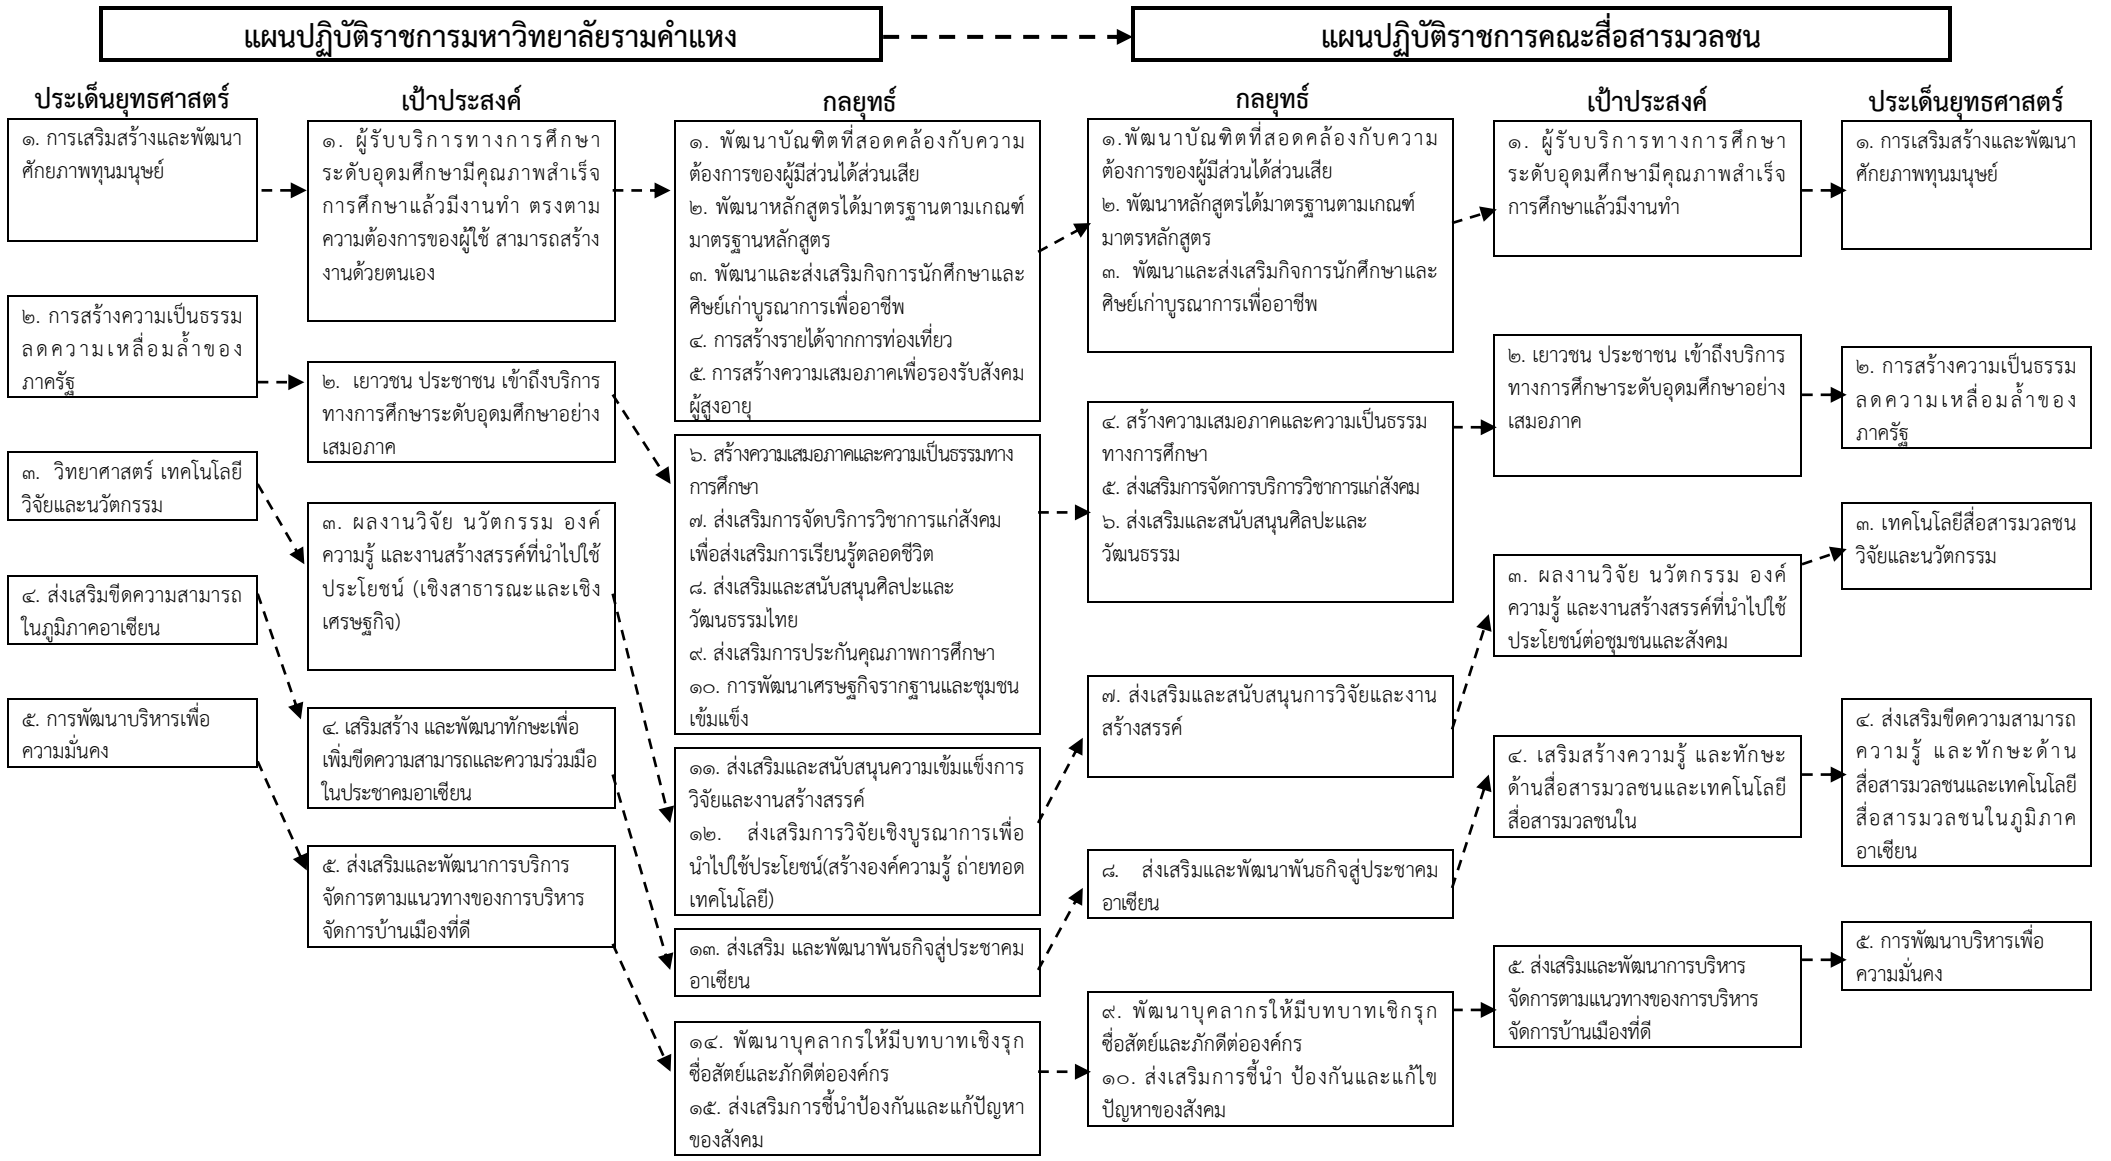 แผนปฏิบัติราชการมหาวิทยาลัยรามคำแหง
แผนปฏิบัติราชการคณะสื่อสารมวลชน
ประเด็นยุทธศาสตร์
๑. การเสริมสร้างและพัฒนา
ศักยภาพทุนมนุษย์
๒. การสร้างความเป็นธรรม
ลดความเหลื่อมล้ำของ
ภาครัฐ
๓. วิทยาศาสตร์ เทคโนโลยี
วิจัยและนวัตกรรม
๔. ส่งเสริมขีดความสามารถ
ในภูมิภาคอาเซียน
๕. การพัฒนาบริหารเพื่อ
ความมั่นคง
เป้าประสงค์
๑. ผู้รับบริการทางการศึกษา
ระดับอุดมศึกษามีคุณภาพสำเร็จ
การศึกษาแล้วมีงานทำ ตรงตาม
ความต้องการของผู้ใช้ สามารถสร้าง
งานด้วยตนเอง
๒. เยาวชน ประชาชน เข้าถึงบริการ
ทางการศึกษาระดับอุดมศึกษาอย่าง
เสมอภาค
๓. ผลงานวิจัย นวัตกรรม องค์
ความรู้ และงานสร้างสรรค์ที่นำไปใช้
ประโยชน์ (เชิงสาธารณะและเชิง
เศรษฐกิจ)
๔. เสริมสร้าง และพัฒนาทักษะเพื่อ
เพิ่มขีดความสามารถและความร่วมมือ
ในประชาคมอาเซียน
๕. ส่งเสริมและพัฒนาการบริการ
จัดการตามแนวทางของการบริหาร
จัดการบ้านเมืองที่ดี
กลยุทธ์
๑. พัฒนาบัณฑิตที่สอดคล้องกับความ
ต้องการของผู้มีส่วนได้ส่วนเสีย
๒. พัฒนาหลักสูตรได้มาตรฐานตามเกณฑ์
มาตรฐานหลักสูตร
๓. พัฒนาและส่งเสริมกิจการนักศึกษาและ
ศิษย์เก่าบูรณาการเพื่ออาชีพ
๔. การสร้างรายได้จากการท่องเที่ยว
๕. การสร้างความเสมอภาคเพื่อรองรับสังคม
ผู้สูงอายุ
๖. สร้างความเสมอภาคและความเป็นธรรมทาง
การศึกษา
๗. ส่งเสริมการจัดบริการวิชาการแก่สังคม
เพื่อส่งเสริมการเรียนรู้ตลอดชีวิต
๘. ส่งเสริมและสนับสนุนศิลปะและ
วัฒนธรรมไทย
๙. ส่งเสริมการประกันคุณภาพการศึกษา
๑๐. การพัฒนาเศรษฐกิจรากฐานและชุมชน
เข้มแข็ง
๑๑. ส่งเสริมและสนับสนุนความเข้มแข็งการ
วิจัยและงานสร้างสรรค์
๑๒. ส่งเสริมการวิจัยเชิงบูรณาการเพื่อ
นำไปใช้ประโยชน์(สร้างองค์ความรู้ ถ่ายทอด
เทคโนโลยี)
๑๓. ส่งเสริม และพัฒนาพันธกิจสู่ประชาคม
อาเซียน
๑๔. พัฒนาบุคลากรให้มีบทบาทเชิงรุก
ซื่อสัตย์และภักดีต่อองค์กร
๑๕. ส่งเสริมการชี้นำป้องกันและแก้ปัญหา
ของสังคม
กลยุทธ์
๑.พัฒนาบัณฑิตที่สอดคล้องกับความ
ต้องการของผู้มีส่วนได้ส่วนเสีย
๒. พัฒนาหลักสูตรได้มาตรฐานตามเกณฑ์
มาตรหลักสูตร
๓. พัฒนาและส่งเสริมกิจการนักศึกษาและ
ศิษย์เก่าบูรณาการเพื่ออาชีพ
๔. สร้างความเสมอภาคและความเป็นธรรม
ทางการศึกษา
๕. ส่งเสริมการจัดการบริการวิชาการแก่สังคม
๖. ส่งเสริมและสนับสนุนศิลปะและ
วัฒนธรรม
๗. ส่งเสริมและสนับสนุนการวิจัยและงาน
สร้างสรรค์
๘. ส่งเสริมและพัฒนาพันธกิจสู่ประชาคม
อาเซียน
๙. พัฒนาบุคลากรให้มีบทบาทเชิกรุก
ซื่อสัตย์และภักดีต่อองค์กร
๑๐. ส่งเสริมการชี้นำ ป้องกันและแก้ไข
ปัญหาของสังคม
เป้าประสงค์
๑. ผู้รับบริการทางการศึกษา
ระดับอุดมศึกษามีคุณภาพสำเร็จ
การศึกษาแล้วมีงานทำ
๒. เยาวชน ประชาชน เข้าถึงบริการ
ทางการศึกษาระดับอุดมศึกษาอย่าง
เสมอภาค
๓. ผลงานวิจัย นวัตกรรม องค์
ความรู้ และงานสร้างสรรค์ที่นำไปใช้
ประโยชน์ต่อชุมชนและสังคม
๔. เสริมสร้างความรู้ และทักษะ
ด้านสื่อสารมวลชนและเทคโนโลยี
สื่อสารมวลชนใน
๕. ส่งเสริมและพัฒนาการบริหาร
จัดการตามแนวทางของการบริหาร
จัดการบ้านเมืองที่ดี
ประเด็นยุทธศาสตร์
๑. การเสริมสร้างและพัฒนา
ศักยภาพทุนมนุษย์
๒. การสร้างความเป็นธรรม
ลดความเหลื่อมล้ำของ
ภาครัฐ
๓. เทคโนโลยีสื่อสารมวลชน
วิจัยและนวัตกรรม
๔. ส่งเสริมขีดความสามารถ
ความรู้ และทักษะด้าน
สื่อสารมวลชนและเทคโนโลยี
สื่อสารมวลชนในภูมิภาค
อาเซียน
๕. การพัฒนาบริหารเพื่อ
ความมั่นคง